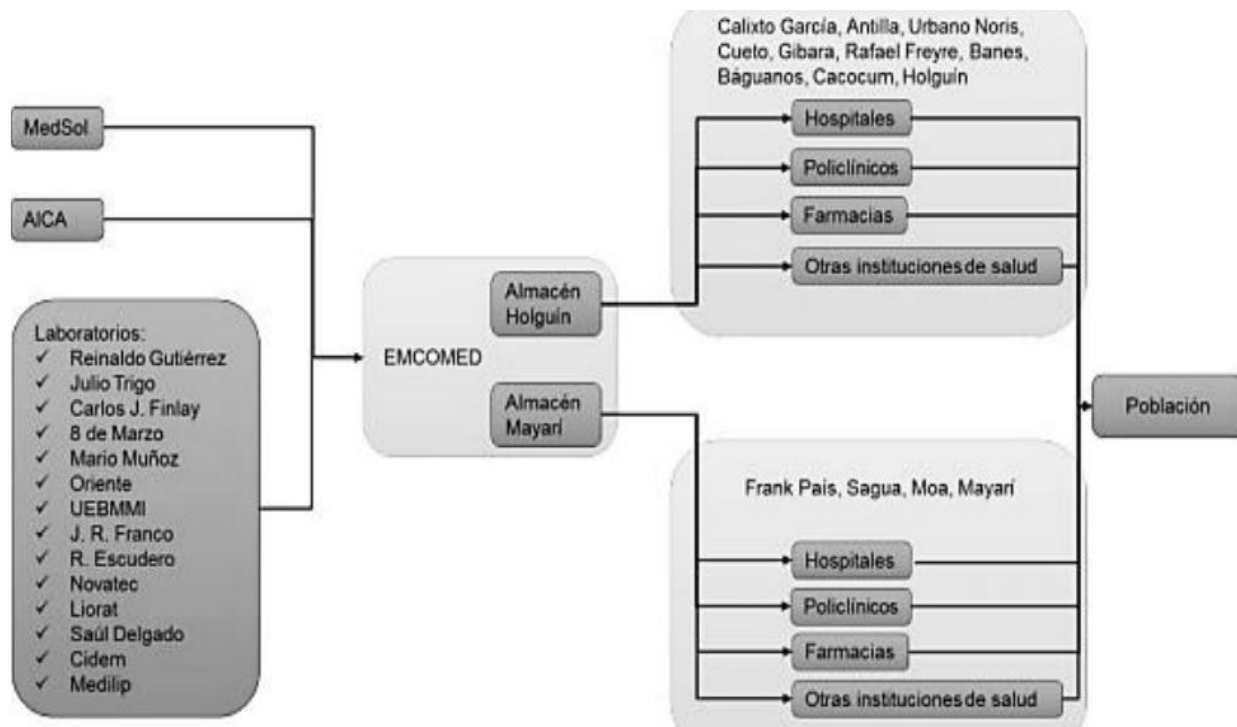 MedSol
AICA
Laboratorios:
✓ Reinaldo Gutiérrez
✓ Julio Trigo
✓ Carlos J. Finlay
✓ 8 de Marzo
✓ Mario Muñoz
✓ Oriente
✓ UEBMMI
✓ J. R. Franco
✓ R. Escudero
✓ Novatec
✓ Liorat
✓ Saúl Delgado
✓ Cidem
✓ Medilip
EMCOMED
Almacén
Holguín
Almacén
Mayarí
Calixto García, Antilla, Urbano Noris,
Cueto, Gibara, Rafael Freyre, Banes,
Báguanos, Cacocum, Holguín
Hospitales
Policlínicos
Farmacias
Otras instituciones de salud
Frank País, Sagua, Moa, Mayarí
Hospitales
Policlínicos
Farmacias
Otras instituciones de salud
Población